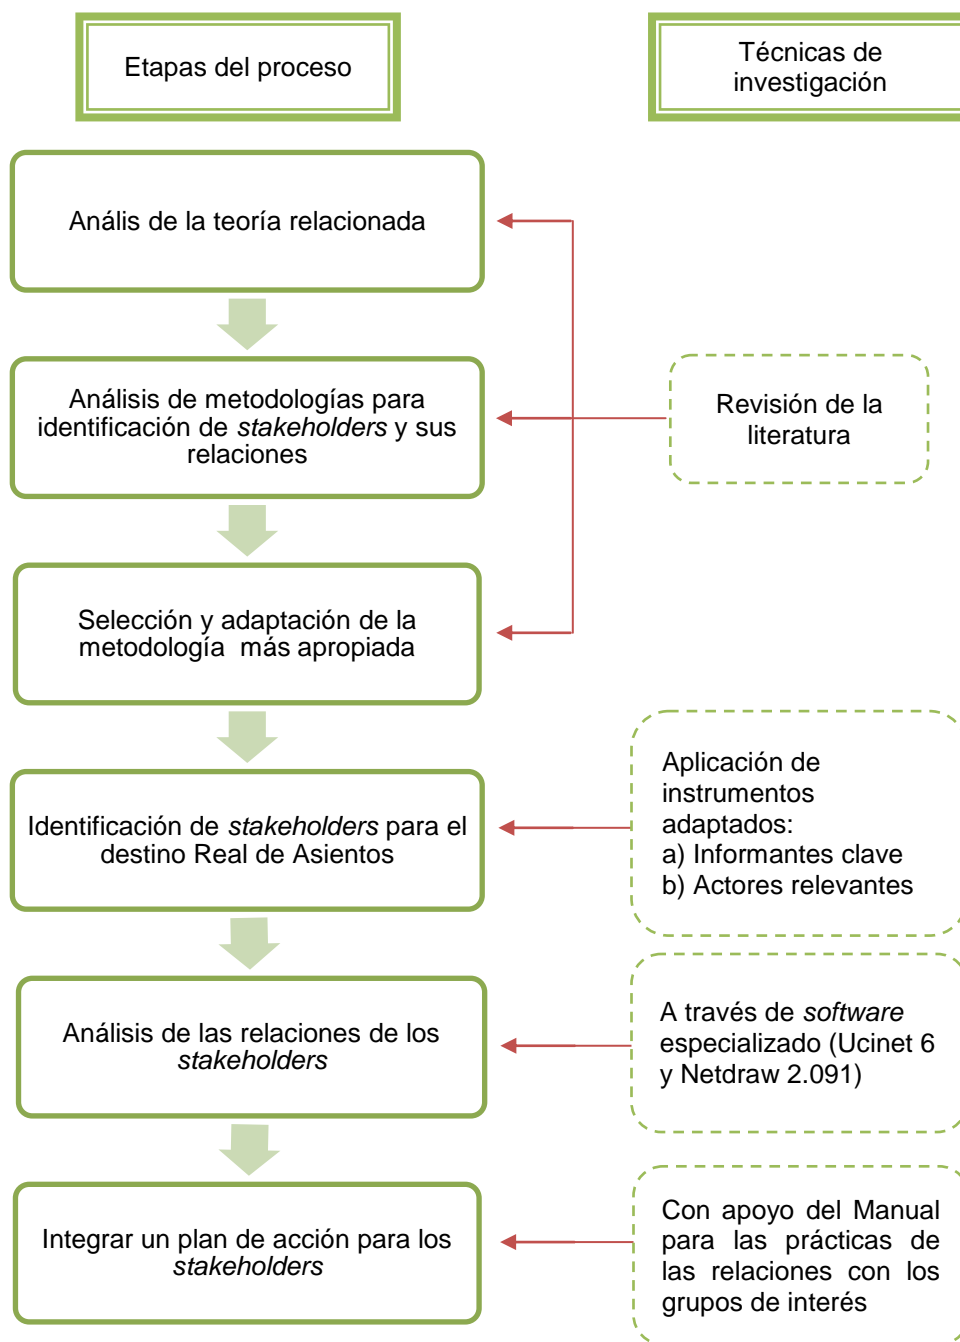 Etapas del proceso
Técnicas de
investigación
Anális de la teoría relacionada
Análisis de metodologías para
identificación de stakeholders y sus
relaciones
Revisión de la
literatura
Selección y adaptación de la
metodología más apropiada
Identificación de stakeholders para el
destino Real de Asientos
Aplicación de
instrumentos
adaptados:
a) Informantes clave
b) Actores relevantes
Análisis de las relaciones de los
stakeholders
A través de software
especializado (Ucinet 6
y Netdraw 2.091)
Integrar un plan de acción para los
stakeholders
Con apoyo del Manual
para las prácticas de
las relaciones con los
grupos de interés